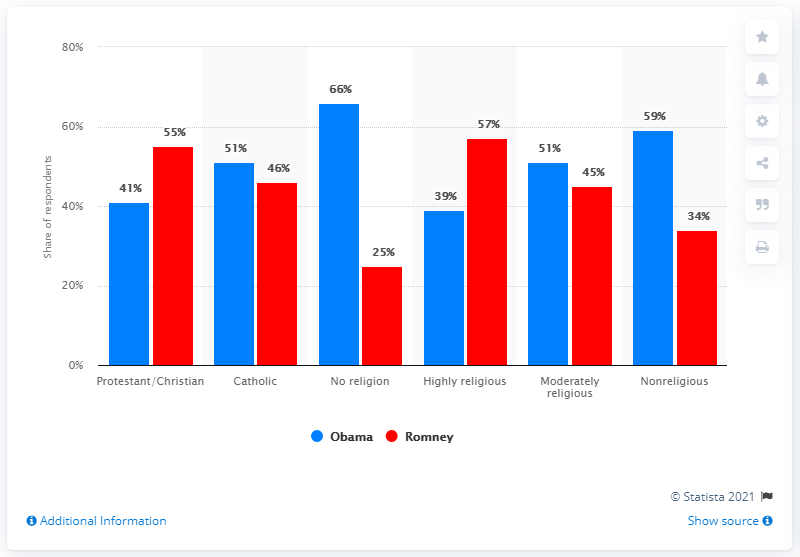 80%
60%
40%
20%
0%
Share of respondents
41%
55%
51%
46%
66%
25%
39%
57%
51%
45%
59%
34%
Protestant/Christian
Catholic
No religion
Highly religious
Moderately
religious
Nonreligious
Obama
Romney
© Statista 2021
Additional Information
Show source